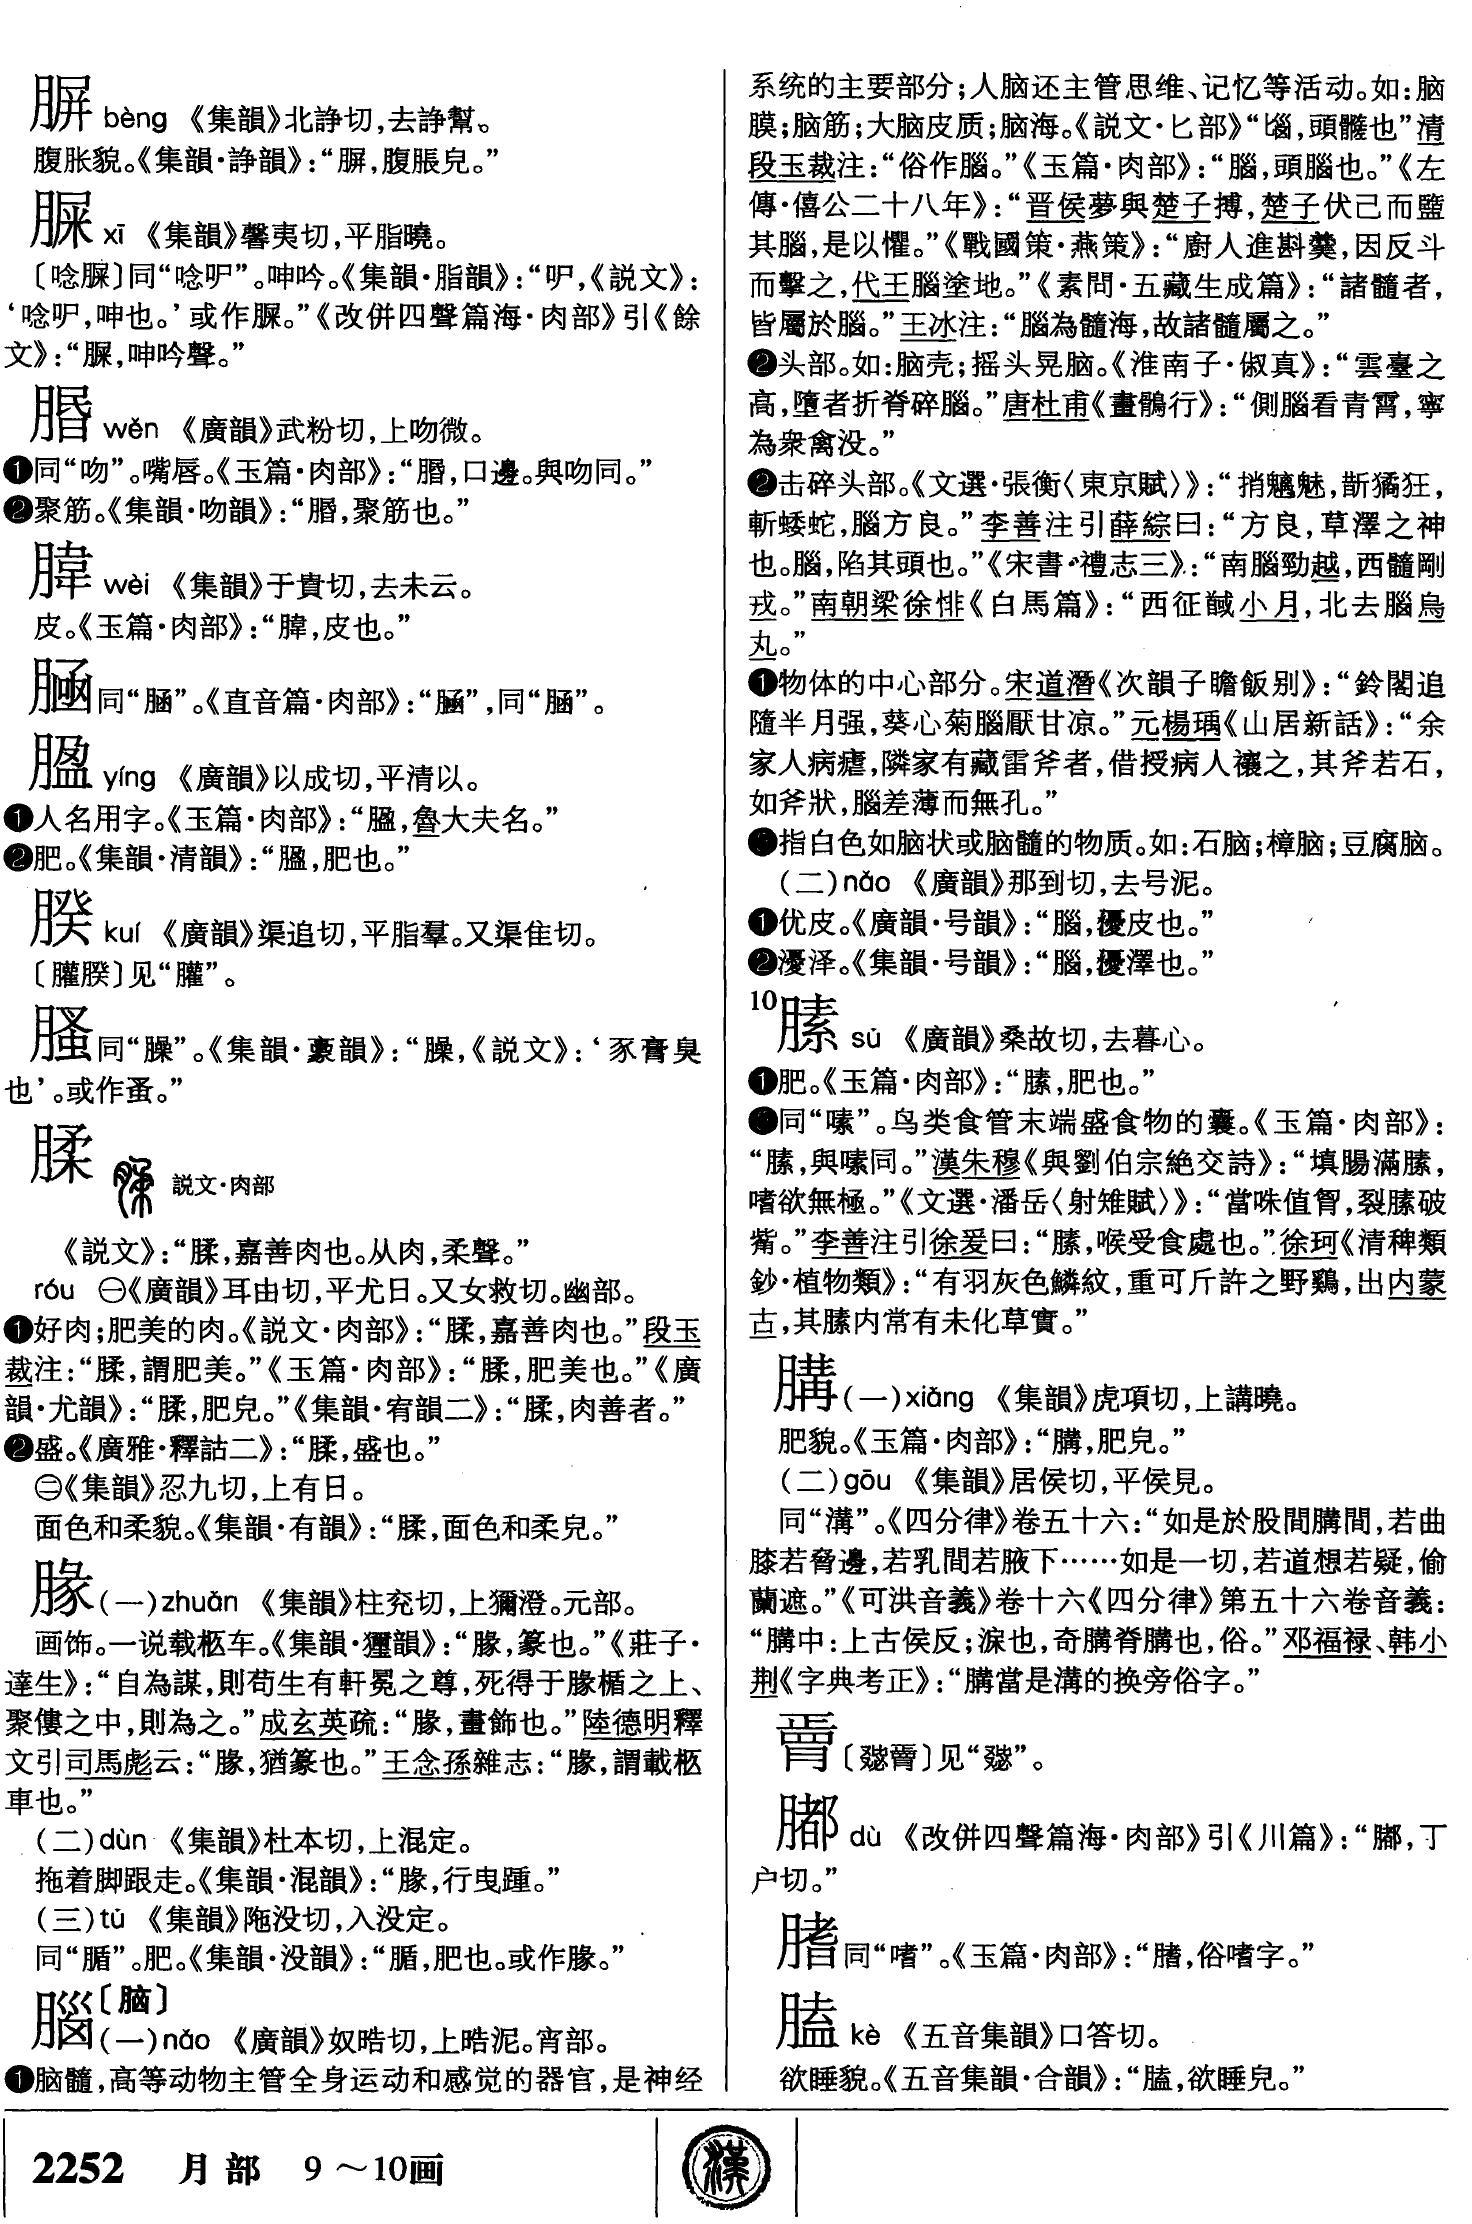 bèng 《集韻》北諍切,去諍幫。
腹胀貌。《集韻·諍韻》:“,腹脹皃。”
xī 《集韻》馨夷切,平脂曉。
〔唸〕同“唸吚”。呻吟。《集韻·脂韻》:“吚,《説文》:
‘唸吚,呻也。’或作。”《改併四聲篇海·肉部》引《餘
文》:“,呻吟聲。”
wěn 《廣韻》武粉切,上吻微。
❶同“吻”。嘴唇。《玉篇·肉部》:“,口邊。與吻同。”
❷聚筋。《集韻·吻韻》:“,聚筋也。”
wèi 《集韻》于貴切,去未云。
皮。《玉篇·肉部》:“,皮也。”
同“”。《直音篇·肉部》:“”,同“”。
yíng 《廣韻》以成切,平清以。
❶人名用字。《玉篇·肉部》:“,魯大夫名。”
❷肥。《集韻·清韻》:“,肥也。”
腬 kuí 《廣韻》渠追切,平脂羣。又渠隹切。
〔〕见“”。
同“臊”。《集韻·韻》:“臊,《説文》:‘豕膏臭
也’。或作蚤。”
腬 説文·肉部
《説文》:“腬,嘉善肉也。从肉,柔聲。”
róu ㊀《廣韻》耳由切,平尤日。又女救切。幽部。
❶好肉;肥美的肉。《説文·肉部》:“腬,嘉善肉也。”段玉
裁注:“腬,謂肥美。”《玉篇·肉部》:“腬,肥美也。”《廣
韻·尤韻》:“腬,肥皃。”《集韻·宥韻二》:“腬,肉善者。”
❷盛。《廣雅·釋詁二》:“腬,盛也。”
㊁《集韻》忍九切,上有日。
面色和柔貌。《集韻·有韻》:“腬,面色和柔皃。”
腞(一)zhuǎn 《集韻》柱兖切,上獮澄。元部。
画饰。一说载柩车。《集韻·獮韻》:“腞,篆也。”《莊子·
達生》:“自為謀,則苟生有軒冕之尊,死得于腞楯之上、
聚僂之中,則為之。”成玄英疏:“腞,畫飾也。”陸德明釋
文引司馬彪云:“腞,猶篆也。”王念孫雜志:“腞,謂載柩
車也。”
(二)dùn 《集韻》杜本切,上混定。
拖着脚跟走。《集韻·混韻》:“腞,行曳踵。”
(三)tú 《集韻》陁没切,入没定。
同“腯”。肥。《集韻·没韻》:“腯,肥也。或作腞。”
腦〔脑〕
(一)nǎo 《廣韻》奴晧切,上晧泥。宵部。
❶脑髓,高等动物主管全身运动和感觉的器官,是神经
系统的主要部分;人脑还主管思维、记忆等活动。如:脑
膜;脑筋;大脑皮质;脑海。《説文·匕部》“𡿺,頭髓也”清
段玉裁注:“俗作腦。”《玉篇·肉部》:“腦,頭腦也。”《左
傳·僖公二十八年》:“晋侯夢與楚子搏,楚子伏己而盬
其腦,是以懼。”《戰國策·燕策》:“廚人進斟羹,因反斗
而擊之,代王腦塗地。”《素問·五藏生成篇》:“諸髓者,
皆屬於腦。”王冰注:“腦為髓海,故諸髓屬之。”
❷头部。如:脑壳;摇头晃脑。《淮南子·俶真》:“雲臺之
高,墮者折脊碎腦。”唐杜甫《畫鶻行》:“側腦看青霄,寧
為衆禽没。”
❷击碎头部。《文選·張衡〈東京賦〉》:“捎魑魅,斮獝狂,
斬蜲蛇,腦方良。”李善注引薛綜曰:“方良,草澤之神
也。腦,陷其頭也。”《宋書·禮志三》:“南腦勁越,西髓剛
戎。”南朝梁徐悱《白馬篇》:“西征馘小月,北去腦烏
丸。”
❶物体的中心部分。宋道潛《次韻子瞻飯别》:“鈴閣追
隨半月强,葵心菊腦厭甘凉。”元楊瑀《山居新話》:“余
家人病瘧,隣家有藏雷斧者,借授病人禳之,其斧若石,
如斧狀,腦差薄而無孔。”
指白色如脑状或脑髓的物质。如:石脑;樟脑;豆腐脑。
(二)nǎo 《廣韻》那到切,去号泥。
❶优皮。《廣韻·号韻》:“腦,優皮也。”
❷優泽。《集韻·号韻》:“腦,優澤也。”
10膆 sù 《廣韻》桑故切,去暮心。
❶肥。《玉篇·肉部》:“膆,肥也。”
同“嗉”。鸟类食管末端盛食物的囊。《玉篇·肉部》:
“膆,與嗉同。”漢朱穆《與劉伯宗絶交詩》:“填腸滿膆,
嗜欲無極。”《文選·潘岳〈射雉賦〉》:“當咮值胷,裂膆破
觜。”李善注引徐爰曰:“膆,喉受食處也。”徐珂《清稗類
鈔·植物類》:“有羽灰色鱗紋,重可斤許之野鷄,出内蒙
古,其膆内常有未化草實。”
(一)xiǎng 《集韻》虎項切,上講曉。
肥貌。《玉篇·肉部》:“,肥皃。”
(二)gōu 《集韻》居侯切,平侯見。
同“溝”。《四分律》卷五十六:“如是於股間間,若曲
膝若脅邊,若乳間若腋下……如是一切,若道想若疑,偷
蘭遮。”《可洪音義》卷十六《四分律》第五十六卷音義:
“中:上古侯反;也,奇脊也,俗。”邓福禄、韩小
荆《字典考正》:“當是溝的换旁俗字。”
〔〕见“”。
dù 《改併四聲篇海·肉部》引《川篇》:“,丁
户切。”
同“嗜”。《玉篇·肉部》:“,俗嗜字。”
kè 《五音集韻》口答切。
欲睡貌。《五音集韻·合韻》:“,欲睡皃。”
2252 月部 9～10画
漢